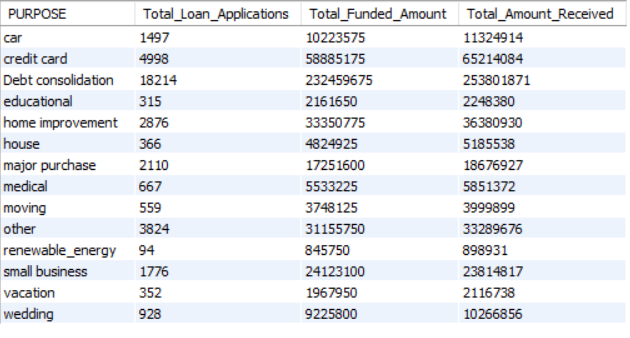 PURPOSE Total_Loan_Applications Total_Funded_Amount Total_Amount_Received
car 1497 10223575 11324914
credit card 4998 58885175 65214084
Debt consolidation 18214 232459675 253801871
educational 315 2161650 2248380
home improvement 2876 33350775 36380930
house 366 4824925 5185538
major purchase 2110 17251600 18676927
medical 667 5533225 5851372
moving 559 3748125 3999899
other 3824 31155750 33289676
renewable_energy 94 845750 898931
small business 1776 24123100 23814817
vacation 352 1967950 2116738
wedding 928 9225800 10266856